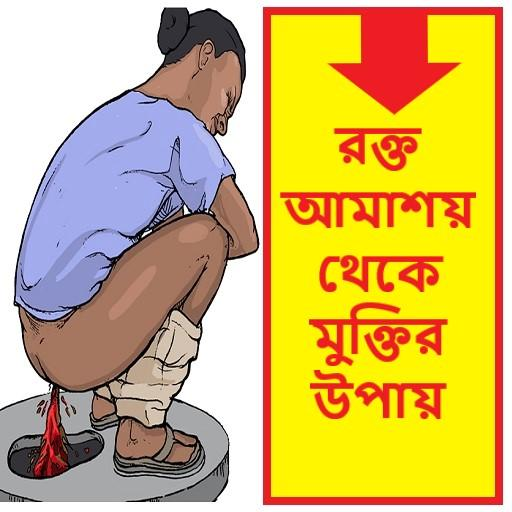 রক্ত
আমাশয়
থেকে
মুক্তির
উপায়